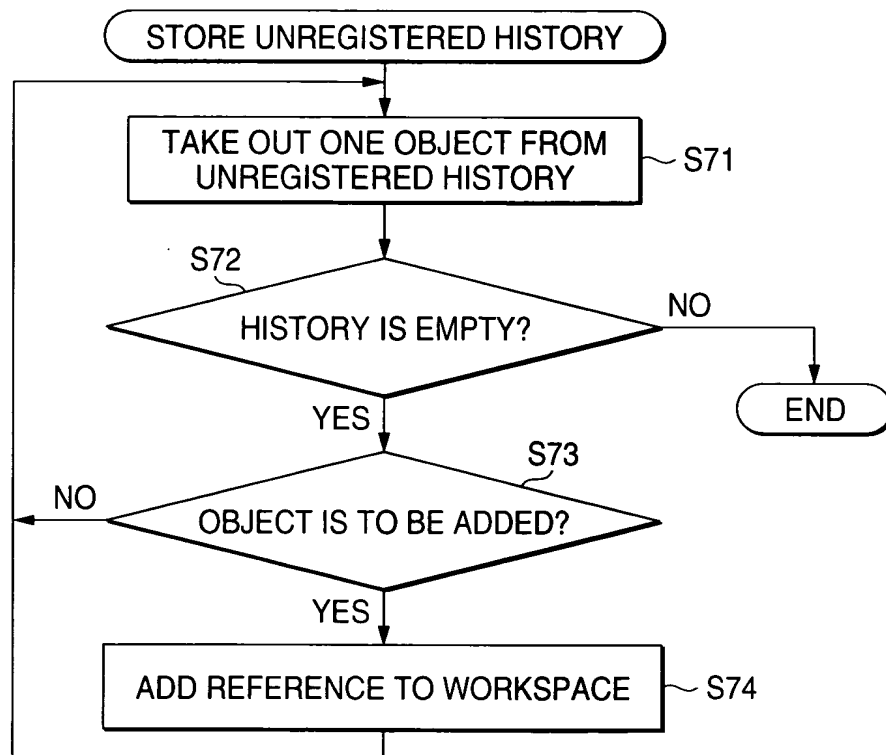 STORE UNREGISTERED HISTORY
TAKE OUT ONE OBJECT FROM
UNREGISTERED HISTORY
S71
S72
HISTORY IS EMPTY?
NO
END
YES
S73
NO
OBJECT IS TO BE ADDED?
YES
ADD REFERENCE TO WORKSPACE
S74